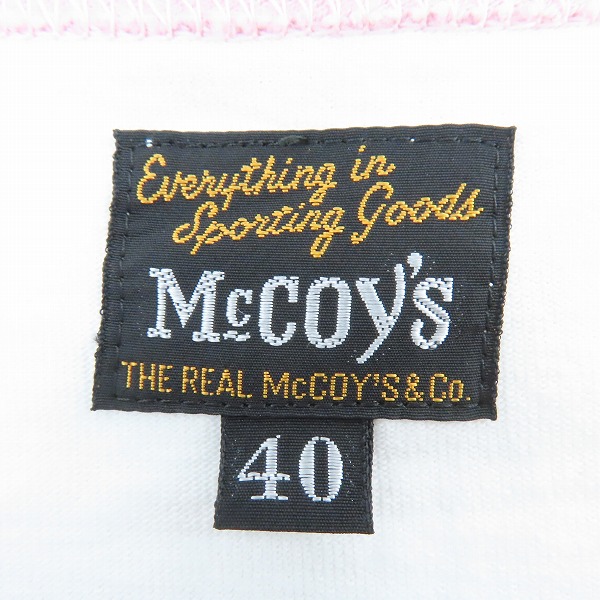 Everything in
Sporting Goods
McCOY'S
THE REAL McCOY'S & Co.
40